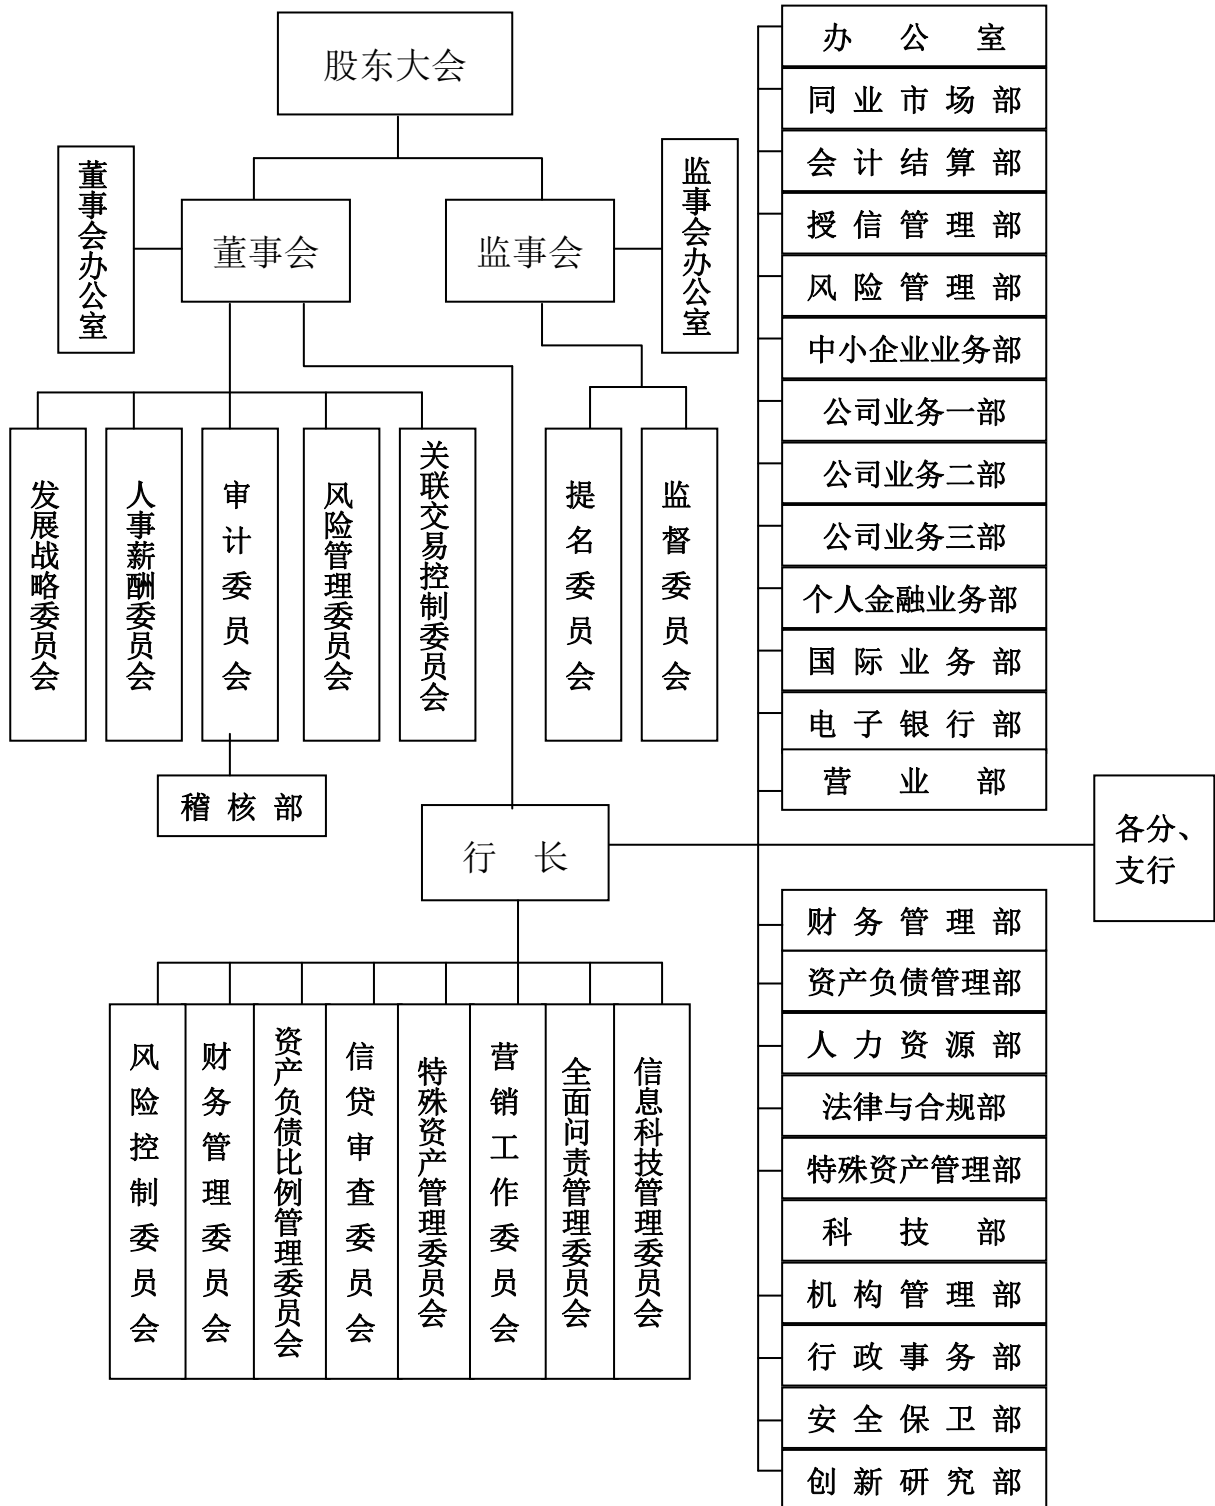 股东大会
董事会办公室
董事会
监事会
监事会办公室
发展战略委员会
人事薪酬委员会
审计委员会
风险管理委员会
关联交易控制委员会
提名委员会
监督委员会
稽核部
行 长
风险控制委员会
财务管理委员会
资产负债比例管理委员会
信贷审查委员会
特殊资产管理委员会
营销工作委员会
全面问责管理委员会
信息科技管理委员会
办公室
同业市场部
会计结算部
授信管理部
风险管理部
中小企业业务部
公司业务一部
公司业务二部
公司业务三部
个人金融业务部
国际业务部
电子银行部
营业部
各分、
支行
财务管理部
资产负债管理部
人力资源部
法律与合规部
特殊资产管理部
科技部
机构管理部
行政事务部
安全保卫部
创新研究部